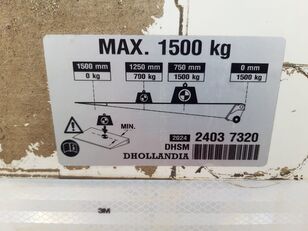 MAX. 1500 kg
1500 mm 1250 mm 750 mm 0 mm
0 kg 700 kg 1500 kg 1500 kg
MIN.
2024 2403 7320
DHSM
DHOLLANDIA
3M